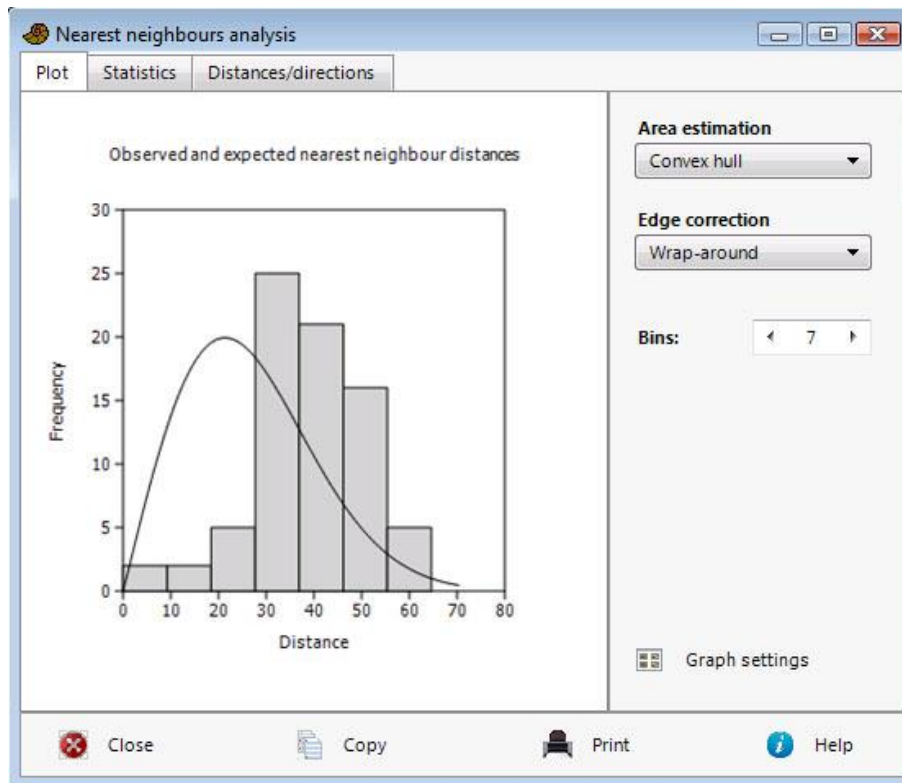 Nearest neighbours analysis
Plot Statistics Distances/directions
Observed and expected nearest neighbour distances
30
25
20
15
10
5
0
Frequency
0 10 20 30 40 50 60 70 80
Distance
Area estimation
Convex hull
Edge correction
Wrap-around
Bins: 7
Graph settings
Close Copy Print Help